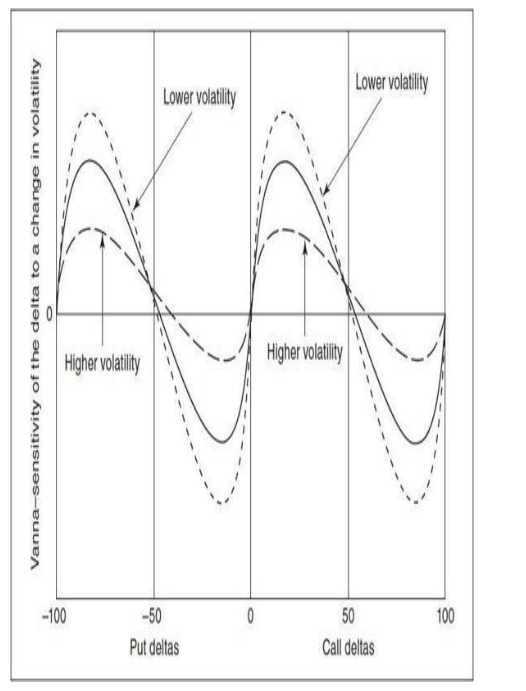 Vanna—sensitivity of the delta to a change in volatility
Lower volatility
Lower volatility
0
Higher volatility
Higher volatility
–100
–50
0
50
100
Put deltas
Call deltas